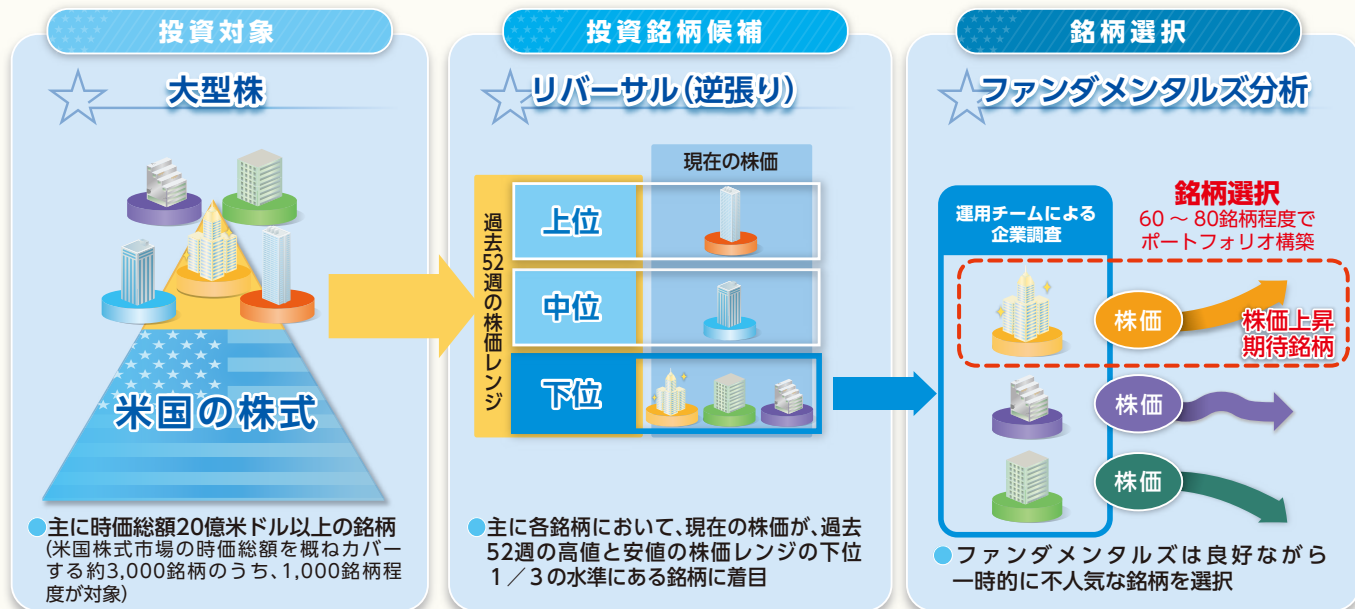 投資対象
大型株
米国の株式
●主に時価総額20億米ドル以上の銘柄
(米国株式市場の時価総額を概ねカバー
する約3,000銘柄のうち、1,000銘柄程
度が対象)
投資銘柄候補
リバーサル(逆張り)
現在の株価
過去52週の株価レンジ
上位
中位
下位
●主に各銘柄において、現在の株価が、過去
52週の高値と安値の株価レンジの下位
1/3の水準にある銘柄に着目
銘柄選択
ファンダメンタルズ分析
運用チームによる
企業調査
銘柄選択
60~80銘柄程度で
ポートフォリオ構築
株価
株価上昇
期待銘柄
株価
株価
●ファンダメンタルズは良好ながら
一時的に不人気な銘柄を選択